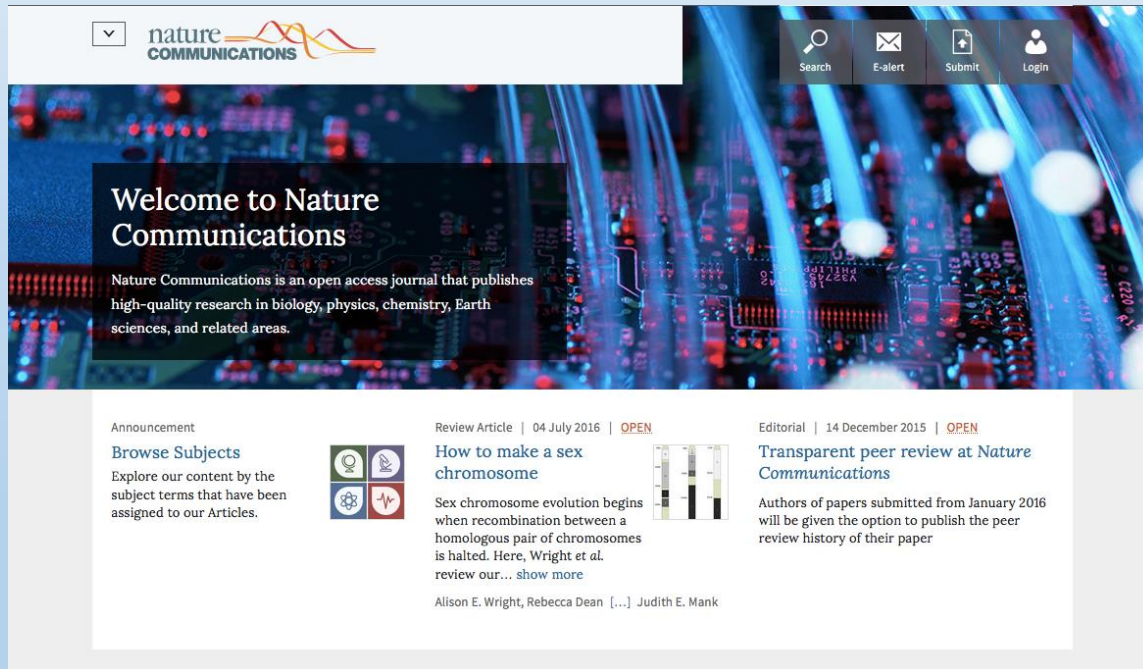 nature
COMMUNICATIONS
Search
E-alert
Submit
Login
Welcome to Nature
Communications
Nature Communications is an open access journal that publishes
high-quality research in biology, physics, chemistry, Earth
sciences, and related areas.
Announcement
Browse Subjects
Explore our content by the
subject terms that have been
assigned to our Articles.
Review Article | 04 July 2016 | OPEN
How to make a sex
chromosome
Sex chromosome evolution begins
when recombination between a
homologous pair of chromosomes
is halted. Here, Wright et al.
review our… show more
Alison E. Wright, Rebecca Dean […] Judith E. Mank
Editorial | 14 December 2015 | OPEN
Transparent peer review at Nature
Communications
Authors of papers submitted from January 2016
will be given the option to publish the peer
review history of their paper